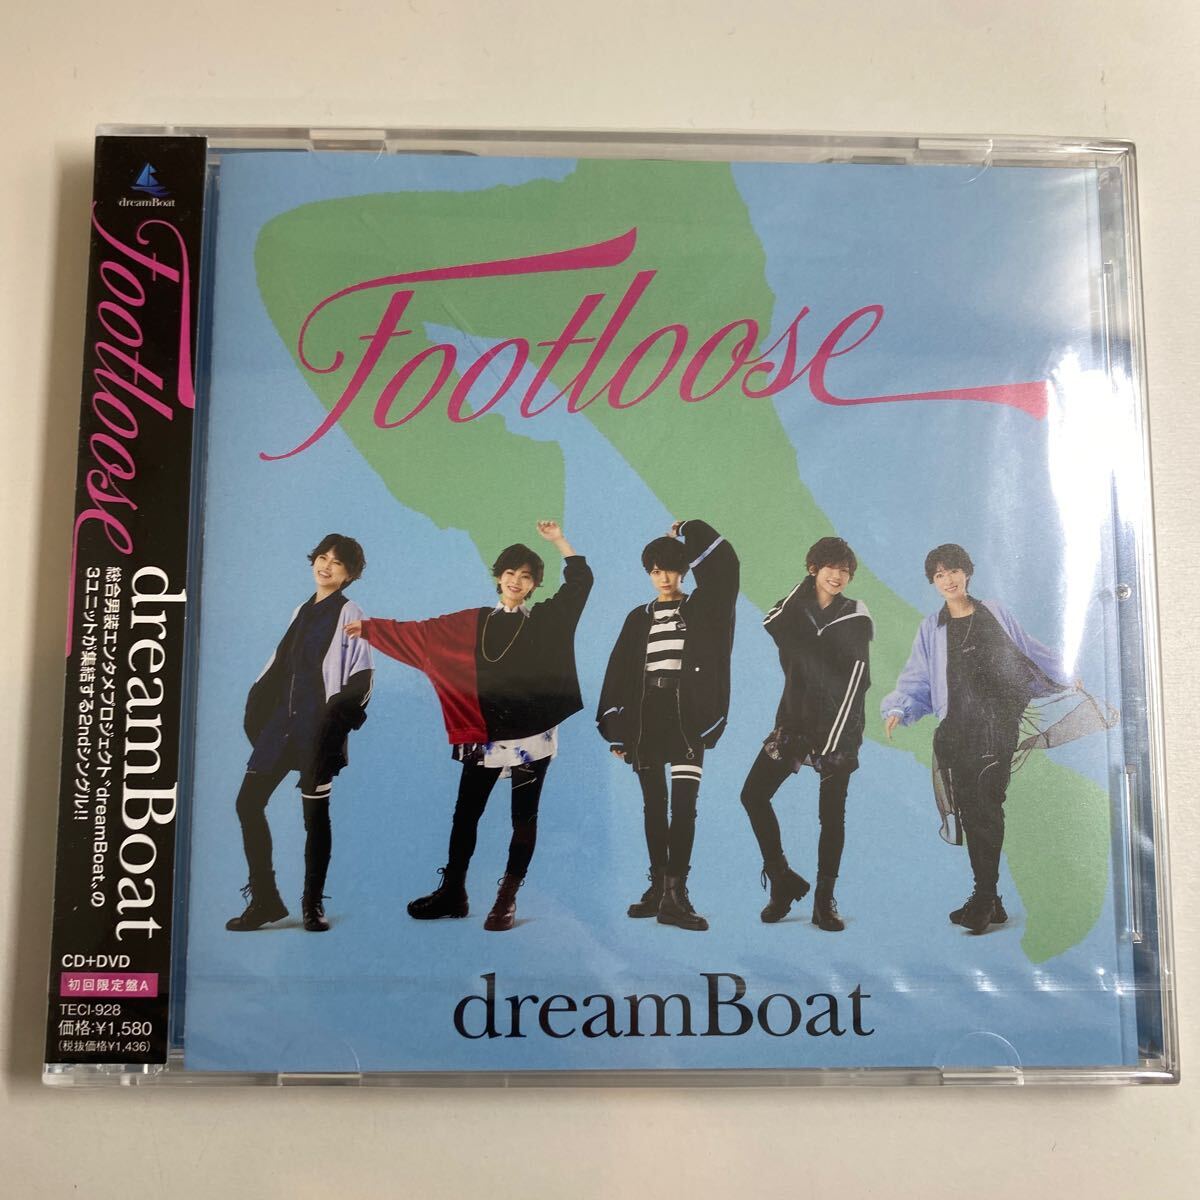 dreamBoat
Footloose
dreamBoat
総合男装エンタメプロジェクト“dreamBoat”の
3ユニットが集結する2ndシングル!!
CD+DVD
初回限定盤A
TECI-928
価格:¥1,580
(税抜価格¥1,436)
Footloose
dreamBoat